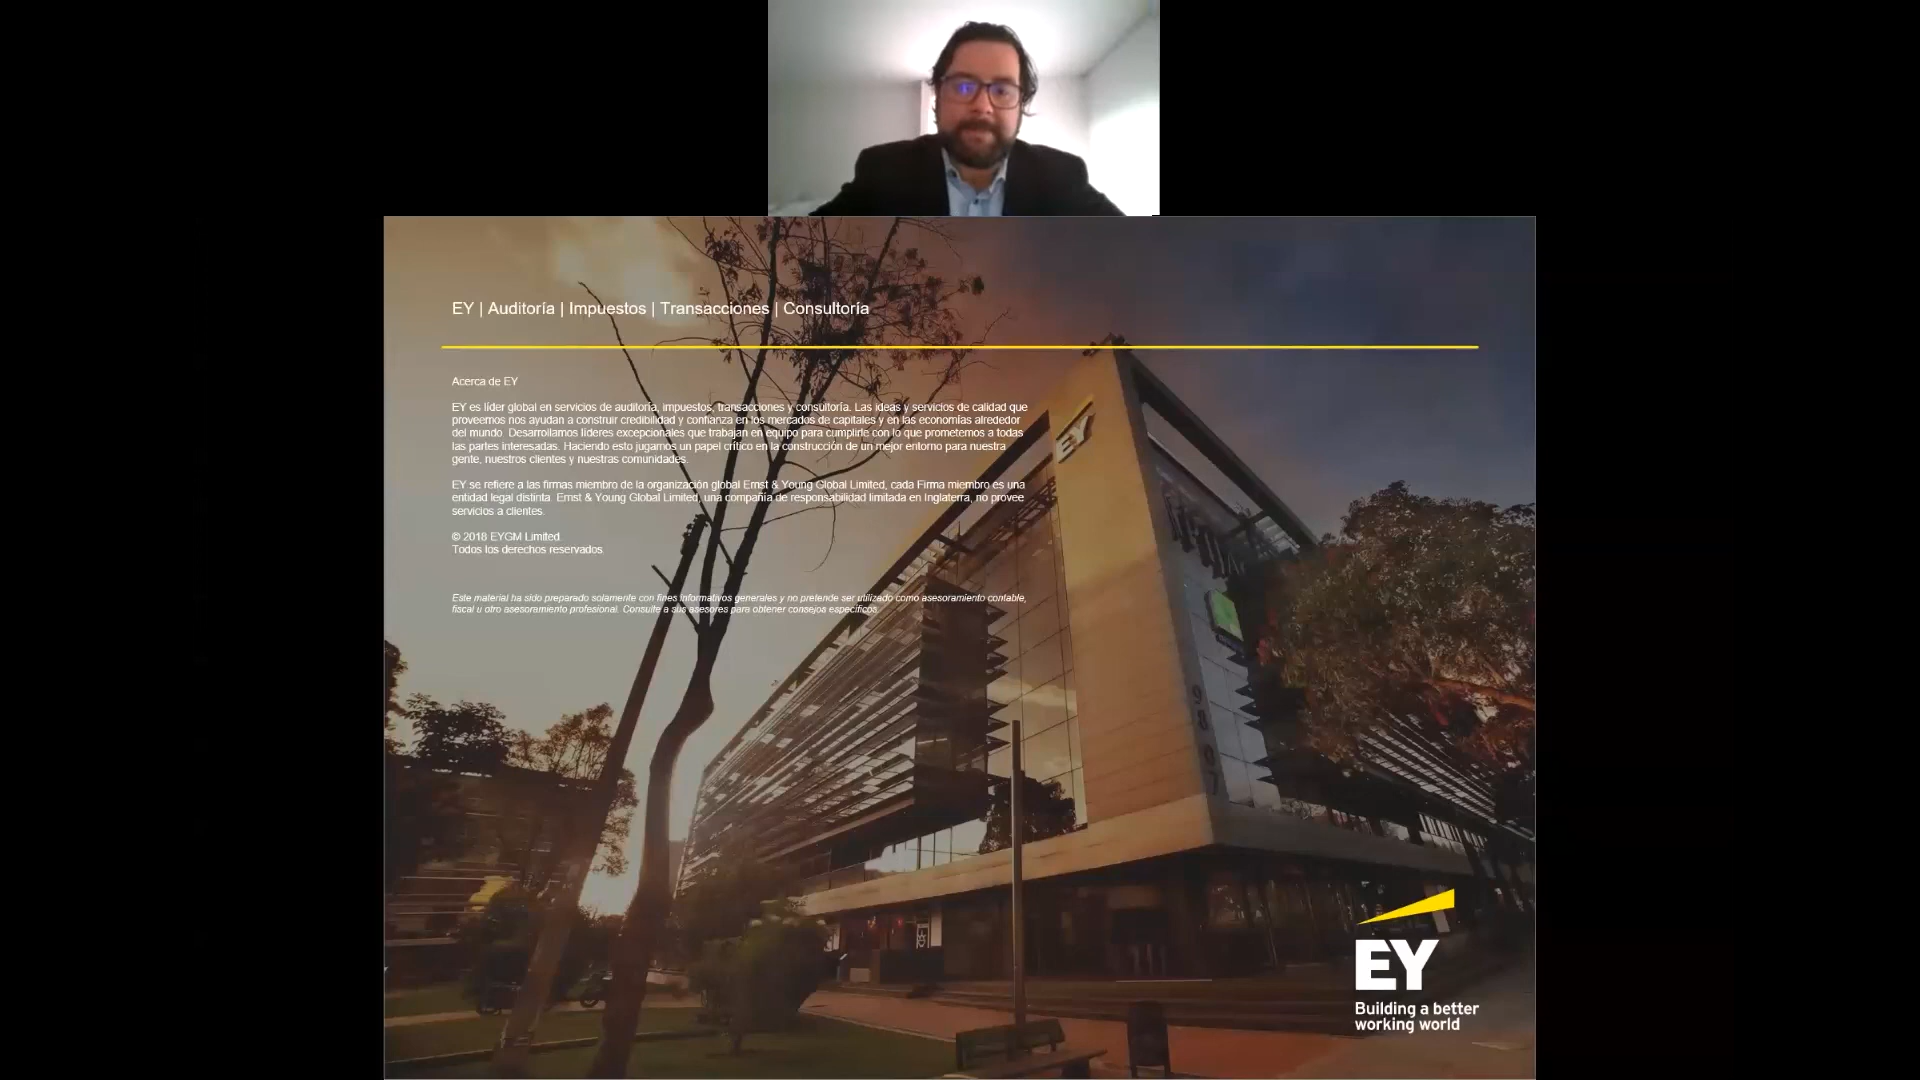 EY | Auditoría | Impuestos | Transacciones | Consultoría
Acerca de EY
EY es líder global en servicios de auditoría, impuestos, transacciones y consultoría. Las ideas y servicios de calidad que
proveemos nos ayudan a construir credibilidad y confianza en los mercados de capitales y en las economías alrededor
del mundo. Desarrollamos líderes excepcionales que trabajan en equipo para cumplirle con lo que prometemos a todas
las partes interesadas. Haciendo esto jugamos un papel crítico en la construcción de un mejor entorno para nuestra
gente, nuestros clientes y nuestras comunidades.
EY se refiere a las firmas miembro de la organización global Ernst & Young Global Limited, cada Firma miembro es una
entidad legal distinta. Ernst & Young Global Limited, una compañía de responsabilidad limitada en Inglaterra, no provee
servicios a clientes.
© 2018 EYGM Limited.
Todos los derechos reservados.
Este material ha sido preparado solamente con fines informativos generales y no pretende ser utilizado como asesoramiento contable,
fiscal u otro asesoramiento profesional. Consulte a sus asesores para obtener consejos específicos.
EY
98 07
EY
Building a better
working world